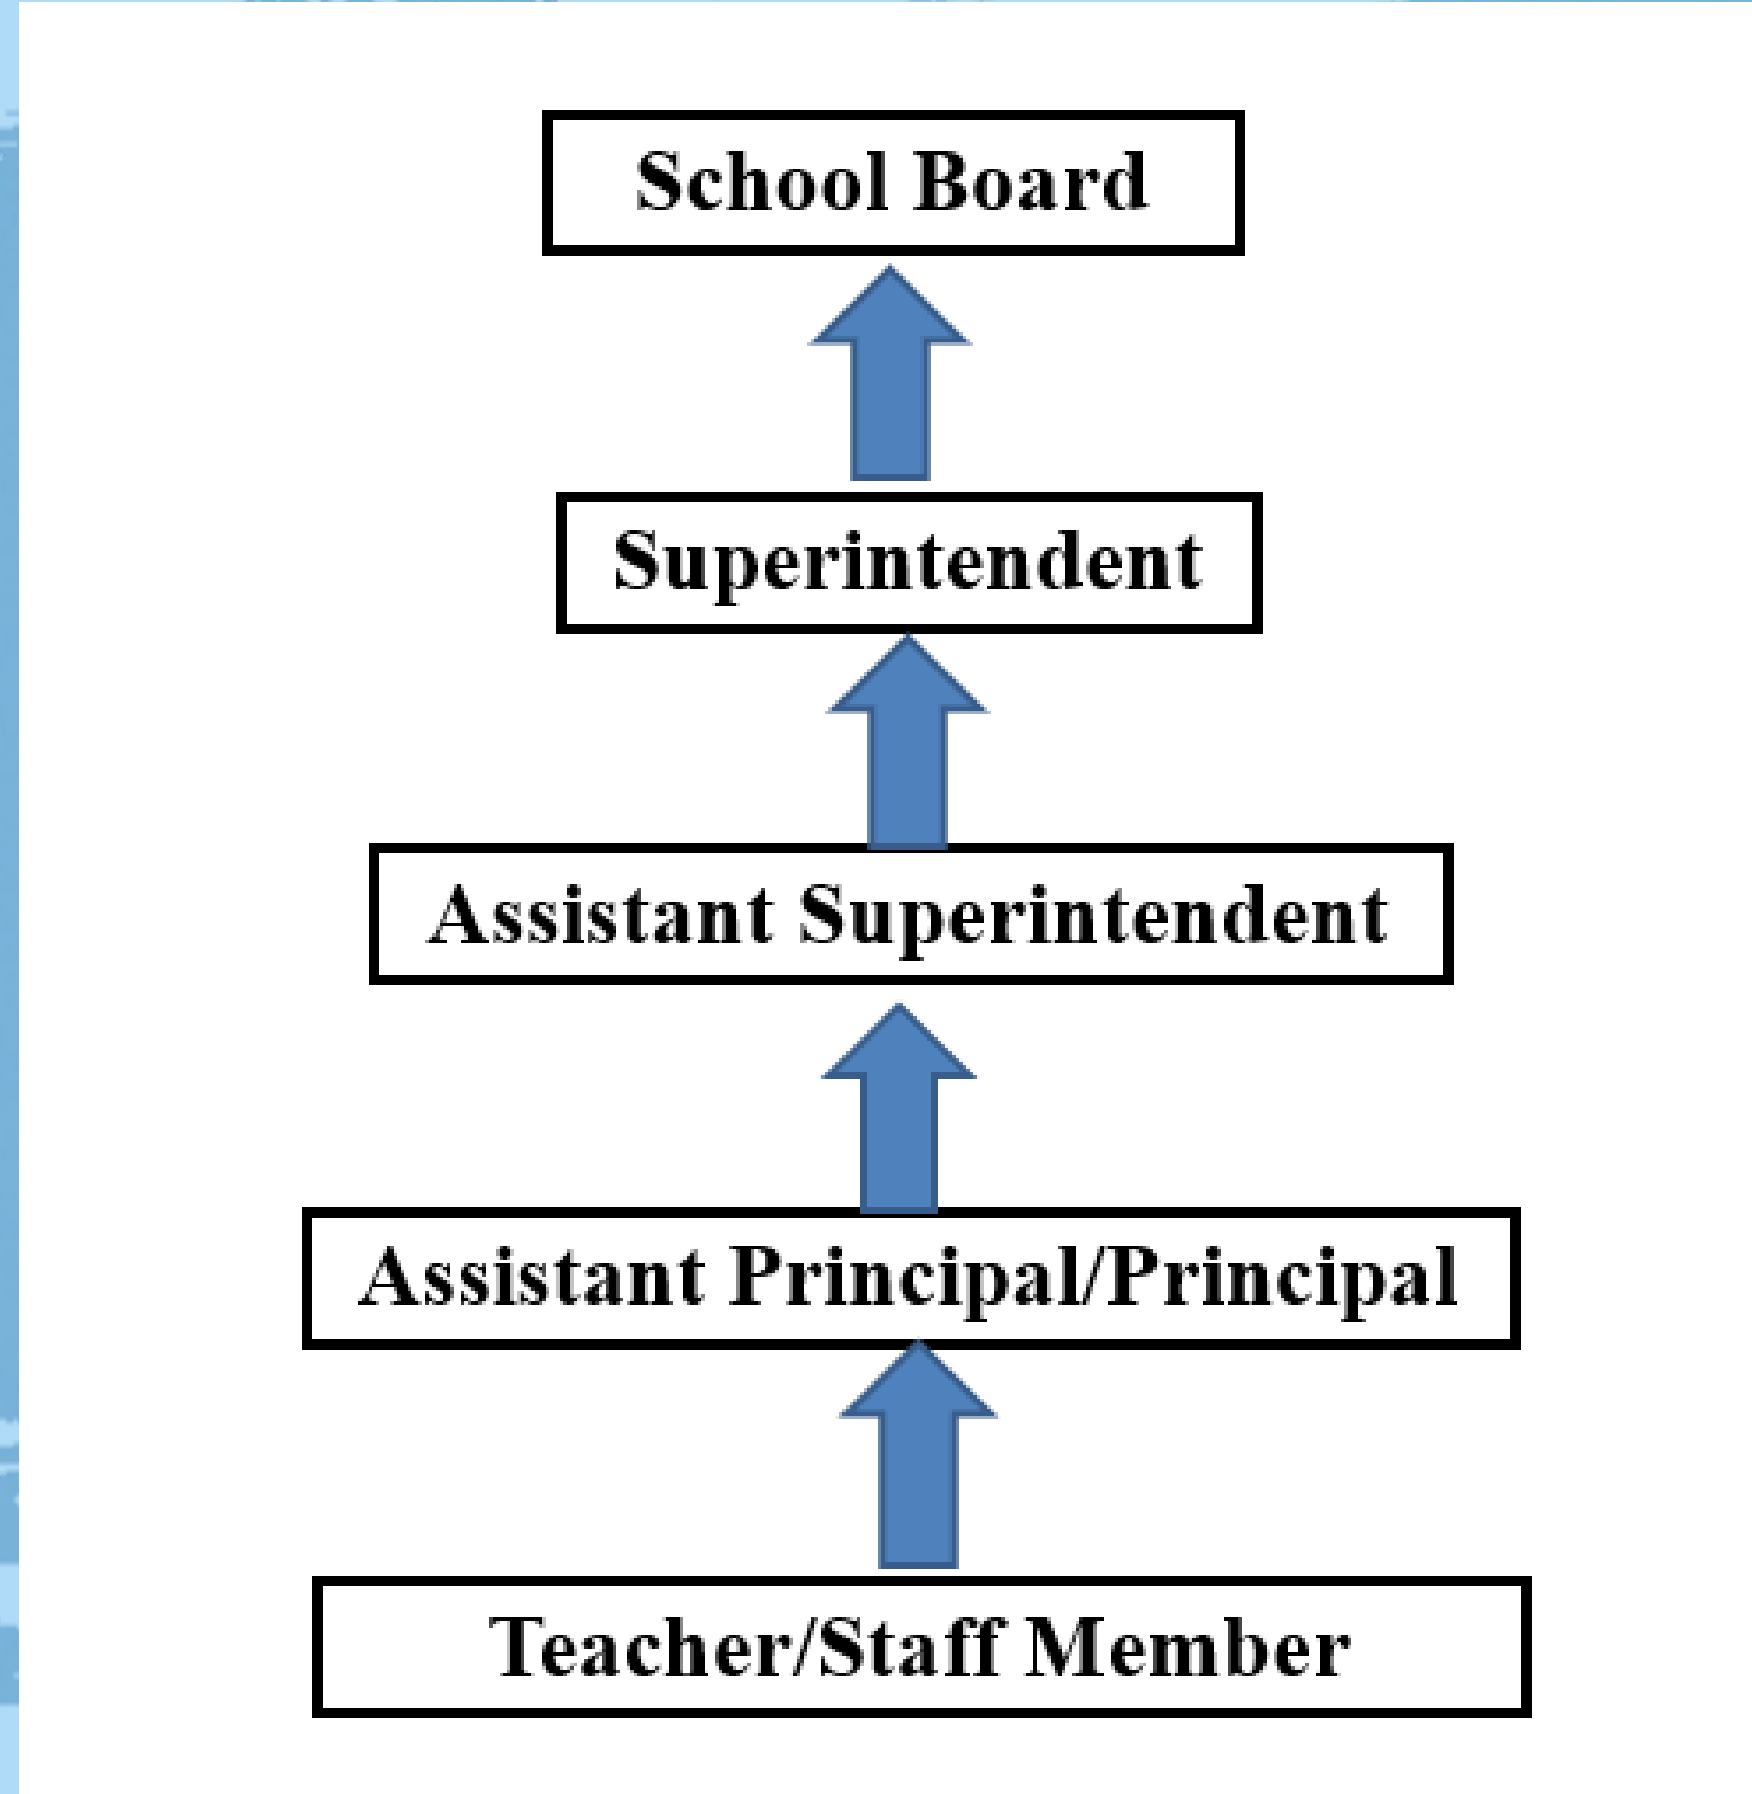 School Board
Superintendent
Assistant Superintendent
Assistant Principal/Principal
Teacher/Staff Member